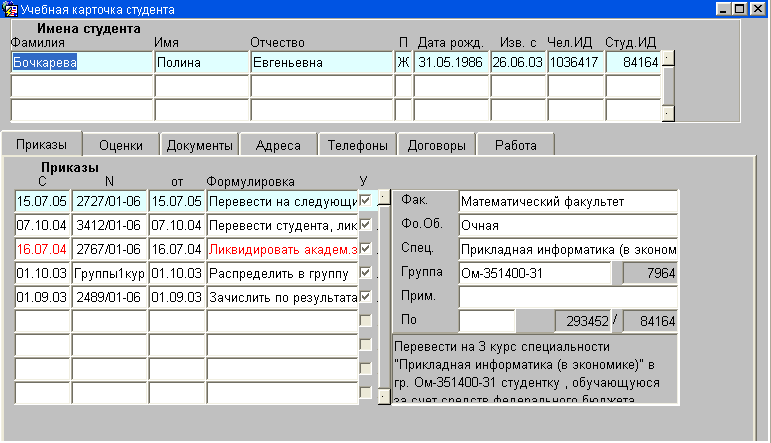 Учебная карточка студента
Имена студента
Фамилия Имя Отчество П Дата рожд. Изв. с Чел.ИД Студ.ИД
Бочкарева Полина Евгеньевна Ж 31.05.1986 26.06.03 1036417 84164
Приказы Оценки Документы Адреса Телефоны Договоры Работа
Приказы
С N от Формулировка У
15.07.05 2727/01-06 15.07.05 Перевести на следующи
07.10.04 3412/01-06 07.10.04 Перевести студента, лик
16.07.04 2767/01-06 16.07.04 Ликвидировать академ.з
01.10.03 Группы1кур 01.10.03 Распределить в группу
01.09.03 2489/01-06 01.09.03 Зачислить по результата
Фак. Математический факультет
Фо.Об. Очная
Спец. Прикладная информатика (в эконом
Группа Ом-351400-31 7964
Прим.
По 293452 / 84164
Перевести на 3 курс специальности
"Прикладная информатика (в экономике)" в
гр. Ом-351400-31 студентку , обучающуюся
за счет средств федерального бюджета